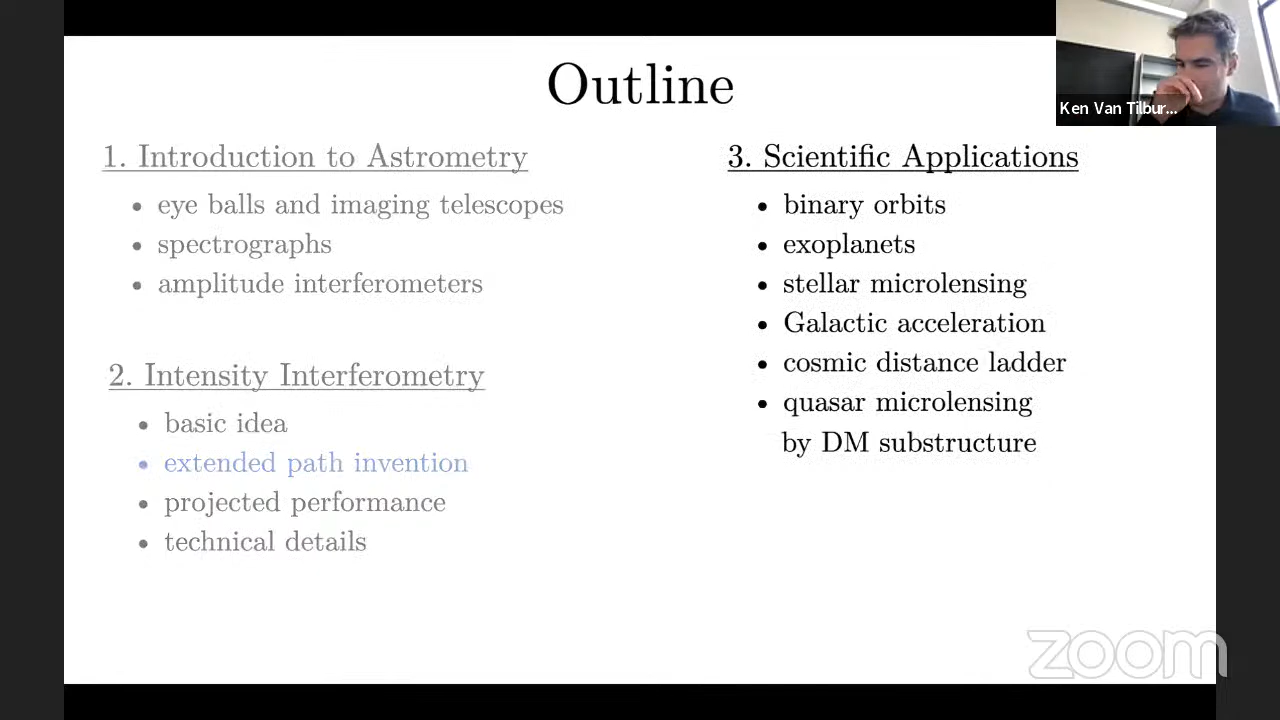 Outline
Ken Van Tilbur...
1. Introduction to Astrometry
• eye balls and imaging telescopes
• spectrographs
• amplitude interferometers
2. Intensity Interferometry
• basic idea
• extended path invention
• projected performance
• technical details
3. Scientific Applications
• binary orbits
• exoplanets
• stellar microlensing
• Galactic acceleration
• cosmic distance ladder
• quasar microlensing
by DM substructure
zoom